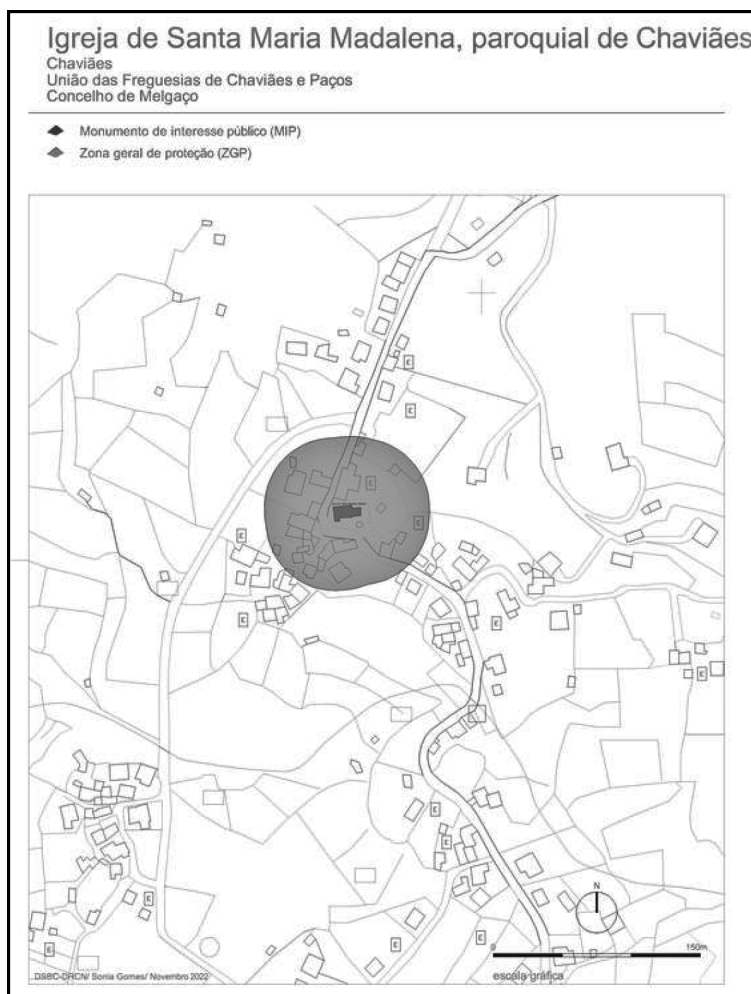 Igreja de Santa Maria Madalena, paroquial de Chaviães
Chaviães
União das Freguesias de Chaviães e Paços
Concelho de Melgaço
Monumento de interesse público (MIP)
Zona geral de proteção (ZGP)
E
E
E
E
E
E
E
E
E
E
E
E
E
N
0
150m
escala gráfica
DSBC-DRCN/ Sonia Gomes/ Novembro 2022